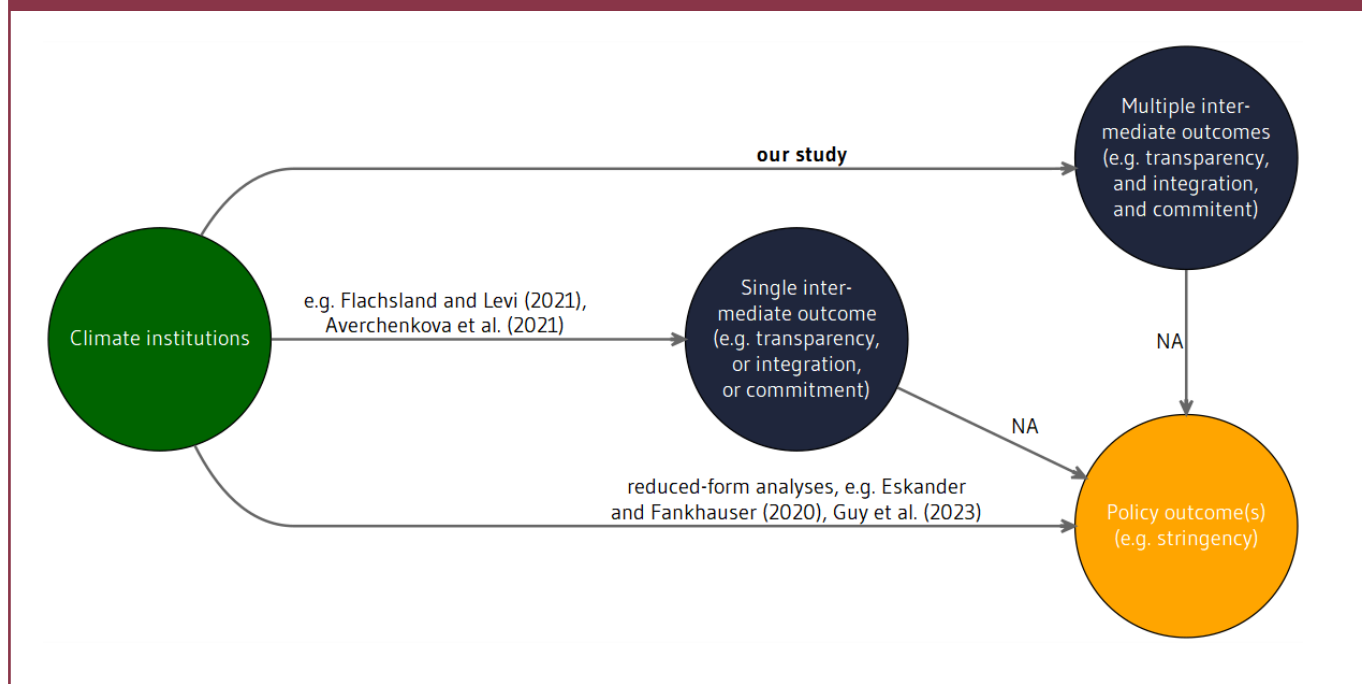 our study
Multiple inter-
mediate outcomes
(e.g. transparency,
and integration,
and commitent)
Climate institutions
e.g. Flachsland and Levi (2021),
Averchenkova et al. (2021)
Single inter-
mediate outcome
(e.g. transparency,
or integration,
or commitment)
NA
NA
reduced-form analyses, e.g. Eskander
and Fankhauser (2020), Guy et al. (2023)
Policy outcome(s)
(e.g. stringency)